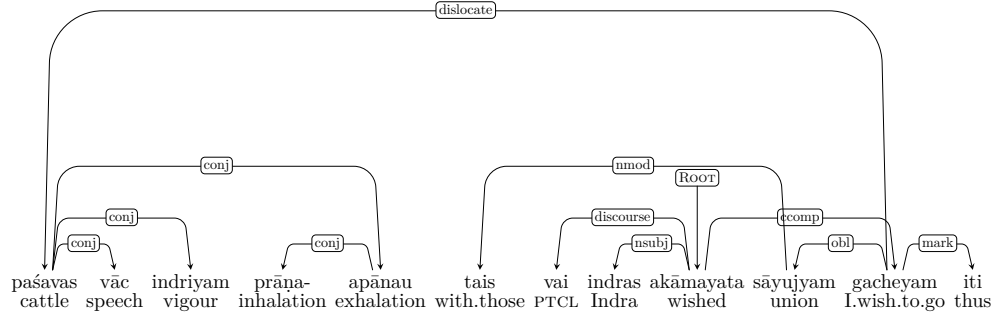 dislocate
conj nmod
ROOT
conj discourse ccomp
conj conj nsubj obl mark
paśavas vāc indriyam prāṇa- apānau tais vai indras akāmayata sāyujyam gacheyam iti
cattle speech vigour inhalation exhalation with.those PTCL Indra wished union I.wish.to.go thus